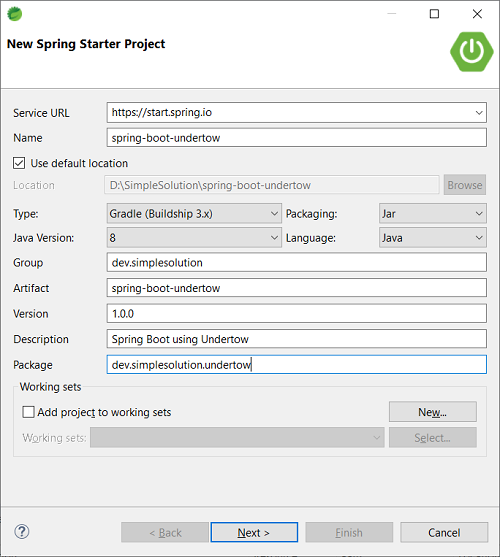 New Spring Starter Project
Service URL https://start.spring.io
Name spring-boot-undertow
Use default location
Location D:\SimpleSolution\spring-boot-undertow Browse
Type: Gradle (Buildship 3.x) Packaging: Jar
Java Version: 8 Language: Java
Group dev.simplesolution
Artifact spring-boot-undertow
Version 1.0.0
Description Spring Boot using Undertow
Package dev.simplesolution.undertow
Working sets
Add project to working sets New...
Working sets: Select...
? < Back Next > Finish Cancel